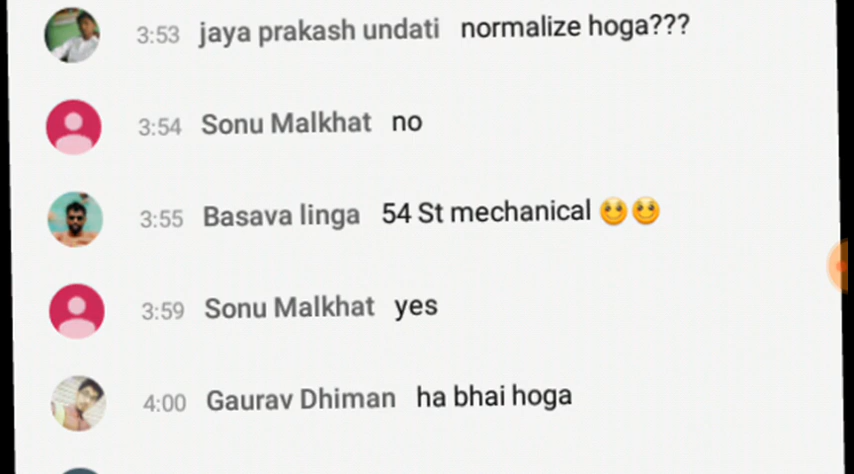 3:53 jaya prakash undati normalize hoga???
3:54 Sonu Malkhat no
3:55 Basava linga 54 St mechanical 😊😊
3:59 Sonu Malkhat yes
4:00 Gaurav Dhiman ha bhai hoga